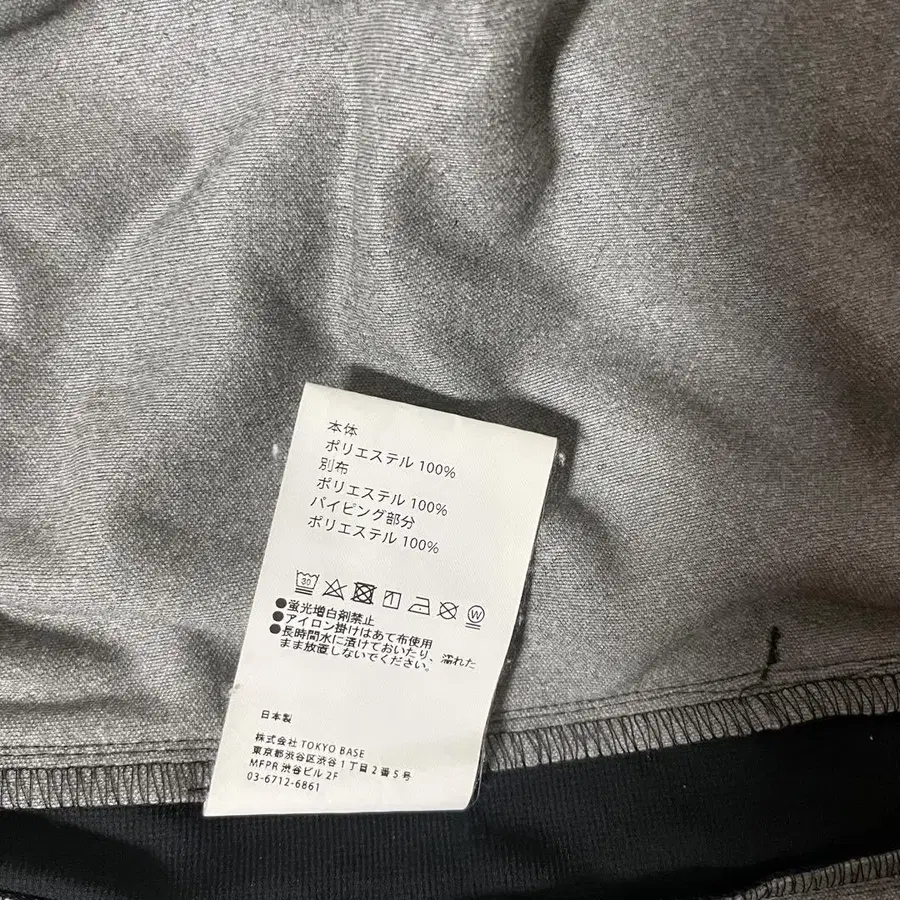 本体
ポリエステル 100%
別布
ポリエステル 100%
パイピング部分
ポリエステル 100%
30
W
●蛍光増白剤禁止
●アイロン掛けはあて布使用
●長時間水に漬けておいたり、濡れた
まま放置しないでください。
日本製
株式会社 TOKYO BASE
東京都渋谷区渋谷1丁目2番5号
MFPR 渋谷ビル 2F
03-6712-6861